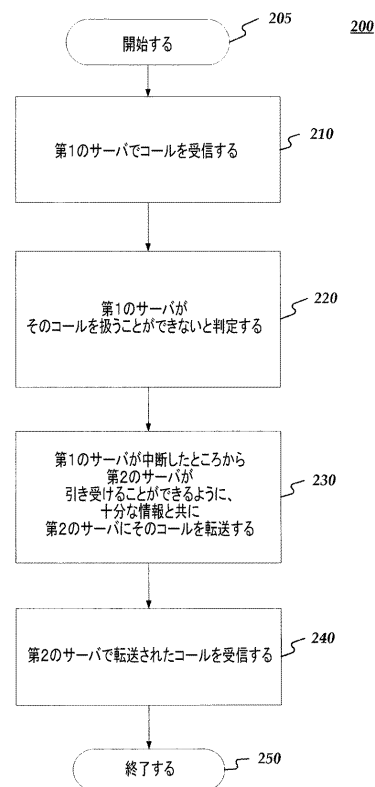 200
開始する
205
第1のサーバでコールを受信する
210
第1のサーバが
そのコールを扱うことができないと判定する
220
第1のサーバが中断したところから
第2のサーバが
引き受けることができるように、
十分な情報と共に
第2のサーバにそのコールを転送する
230
第2のサーバで転送されたコールを受信する
240
終了する
250